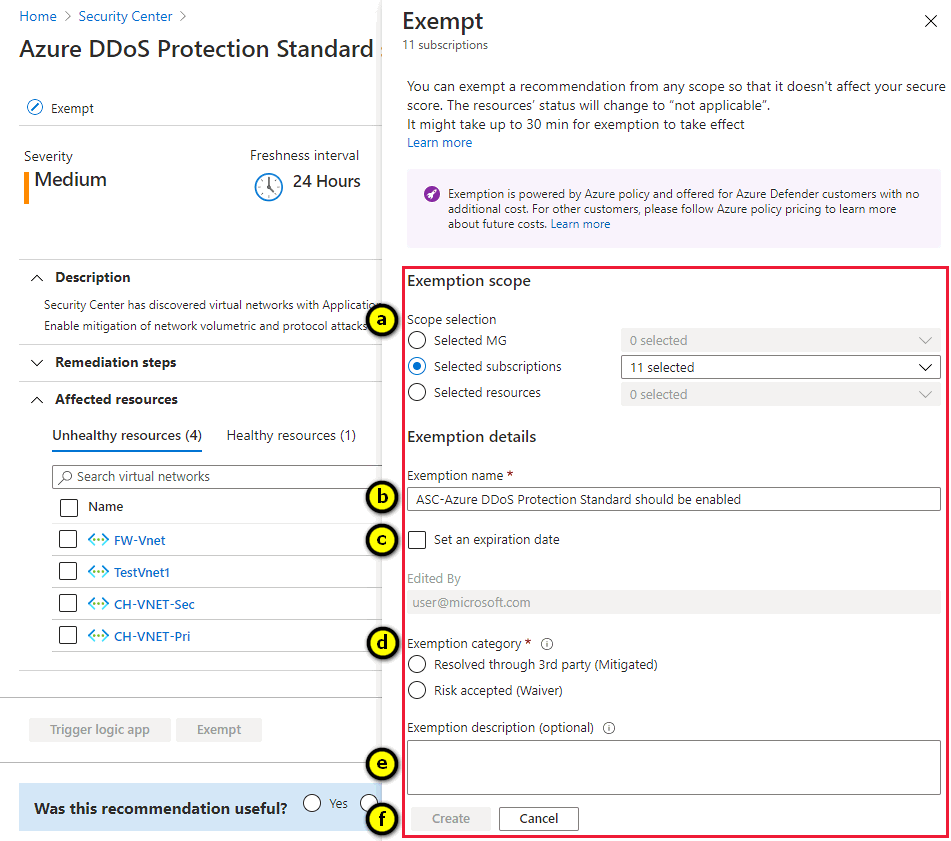 Home > Security Center >
Azure DDoS Protection Standard
Exempt
Severity
Medium
Freshness interval
24 Hours
Description
Security Center has discovered virtual networks with Application
Enable mitigation of network volumetric and protocol attacks
Remediation steps
Affected resources
Unhealthy resources (4)
Healthy resources (1)
Search virtual networks
Name
FW-Vnet
TestVnet1
CH-VNET-Sec
CH-VNET-Pri
Trigger logic app
Exempt
Was this recommendation useful?
Yes
Exempt
11 subscriptions
You can exempt a recommendation from any scope so that it doesn't affect your secure
score. The resources’ status will change to “not applicable”.
It might take up to 30 min for exemption to take effect
Learn more
Exemption is powered by Azure policy and offered for Azure Defender customers with no
additional cost. For other customers, please follow Azure policy pricing to learn more
about future costs. Learn more
Exemption scope
a
Scope selection
Selected MG
0 selected
Selected subscriptions
11 selected
Selected resources
0 selected
Exemption details
Exemption name *
b
ASC-Azure DDoS Protection Standard should be enabled
c
Set an expiration date
Edited By
user@microsoft.com
d
Exemption category *
Resolved through 3rd party (Mitigated)
Risk accepted (Waiver)
Exemption description (optional)
e
f
Create
Cancel